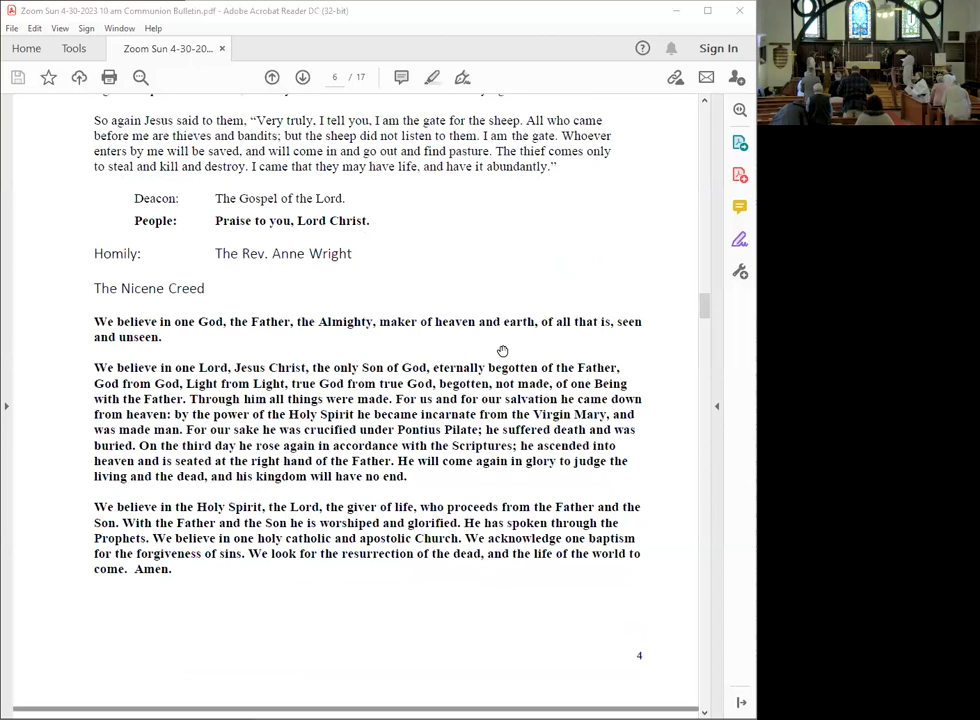 Zoom Sun 4-30-2023 10 am Communion Bulletin.pdf - Adobe Acrobat Reader DC (32-bit)
File Edit View Sign Window Help
Home Tools Zoom Sun 4-30-20... × Sign In
6 / 17
So again Jesus said to them, “Very truly, I tell you, I am the gate for the sheep. All who came
before me are thieves and bandits; but the sheep did not listen to them. I am the gate. Whoever
enters by me will be saved, and will come in and go out and find pasture. The thief comes only
to steal and kill and destroy. I came that they may have life, and have it abundantly.”
Deacon: The Gospel of the Lord.
People: Praise to you, Lord Christ.
Homily: The Rev. Anne Wright
The Nicene Creed
We believe in one God, the Father, the Almighty, maker of heaven and earth, of all that is, seen
and unseen.
We believe in one Lord, Jesus Christ, the only Son of God, eternally begotten of the Father,
God from God, Light from Light, true God from true God, begotten, not made, of one Being
with the Father. Through him all things were made. For us and for our salvation he came down
from heaven: by the power of the Holy Spirit he became incarnate from the Virgin Mary, and
was made man. For our sake he was crucified under Pontius Pilate; he suffered death and was
buried. On the third day he rose again in accordance with the Scriptures; he ascended into
heaven and is seated at the right hand of the Father. He will come again in glory to judge the
living and the dead, and his kingdom will have no end.
We believe in the Holy Spirit, the Lord, the giver of life, who proceeds from the Father and the
Son. With the Father and the Son he is worshiped and glorified. He has spoken through the
Prophets. We believe in one holy catholic and apostolic Church. We acknowledge one baptism
for the forgiveness of sins. We look for the resurrection of the dead, and the life of the world to
come. Amen.
4